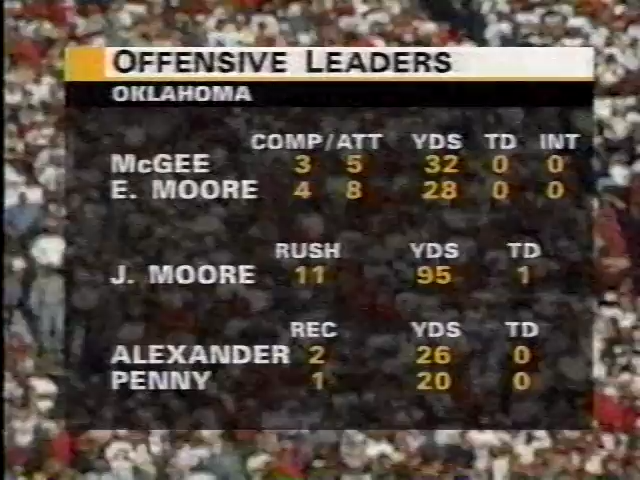 OFFENSIVE LEADERS
OKLAHOMA
COMP/ATT YDS TD INT
McGEE 3 5 32 0 0
E. MOORE 4 8 28 0 0
RUSH YDS TD
J. MOORE 11 95 1
REC YDS TD
ALEXANDER 2 26 0
PENNY 1 20 0